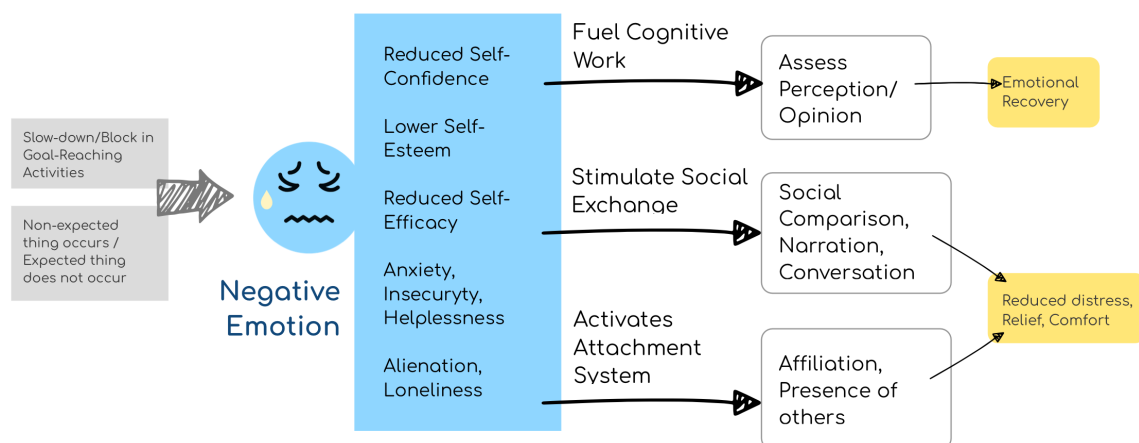 Slow-down/Block in
Goal-Reaching
Activities
Non-expected
thing occurs /
Expected thing
does not occur
Negative
Emotion
Reduced Self-
Confidence
Lower Self-
Esteem
Reduced Self-
Efficacy
Anxiety,
Insecuryty,
Helplessness
Alienation,
Loneliness
Fuel Cognitive
Work
Assess
Perception/
Opinion
Emotional
Recovery
Stimulate Social
Exchange
Social
Comparison,
Narration,
Conversation
Activates
Attachment
System
Affiliation,
Presence of
others
Reduced distress,
Relief, Comfort